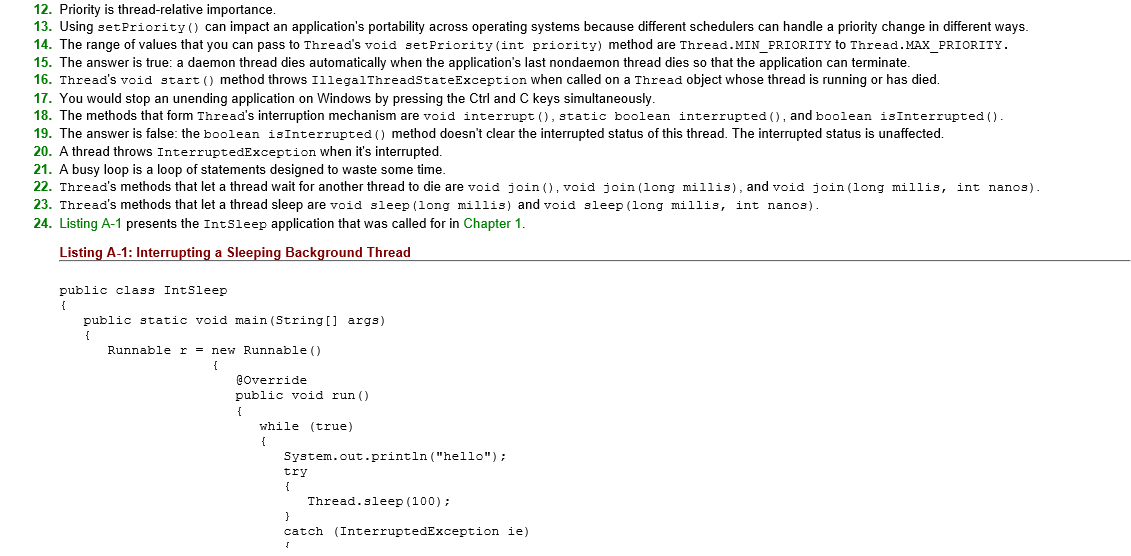 12. Priority is thread-relative importance.
13. Using setPriority() can impact an application's portability across operating systems because different schedulers can handle a priority change in different ways.
14. The range of values that you can pass to Thread's void setPriority(int priority) method are Thread.MIN_PRIORITY to Thread.MAX_PRIORITY.
15. The answer is true: a daemon thread dies automatically when the application's last nondaemon thread dies so that the application can terminate.
16. Thread's void start() method throws IllegalThreadStateException when called on a Thread object whose thread is running or has died.
17. You would stop an unending application on Windows by pressing the Ctrl and C keys simultaneously.
18. The methods that form Thread's interruption mechanism are void interrupt(), static boolean interrupted(), and boolean isInterrupted().
19. The answer is false: the boolean isInterrupted() method doesn't clear the interrupted status of this thread. The interrupted status is unaffected.
20. A thread throws InterruptedException when it's interrupted.
21. A busy loop is a loop of statements designed to waste some time.
22. Thread's methods that let a thread wait for another thread to die are void join(), void join(long millis), and void join(long millis, int nanos).
23. Thread's methods that let a thread sleep are void sleep(long millis) and void sleep(long millis, int nanos).
24. Listing A-1 presents the IntSleep application that was called for in Chapter 1.
Listing A-1: Interrupting a Sleeping Background Thread
public class IntSleep
{
public static void main(String[] args)
{
Runnable r = new Runnable()
{
@Override
public void run()
{
while (true)
{
System.out.println("hello");
try
{
Thread.sleep(100);
}
catch (InterruptedException ie)
{